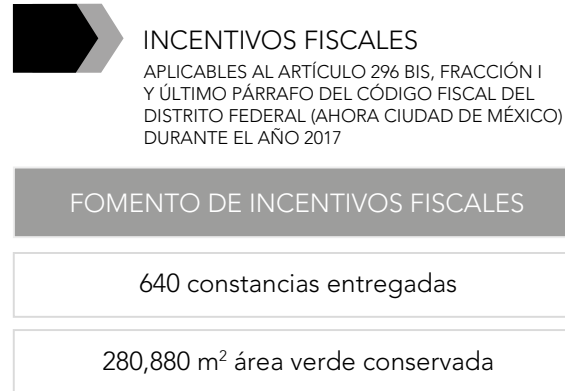 INCENTIVOS FISCALES
APLICABLES AL ARTÍCULO 296 BIS, FRACCIÓN I
Y ÚLTIMO PÁRRAFO DEL CÓDIGO FISCAL DEL
DISTRITO FEDERAL (AHORA CIUDAD DE MÉXICO)
DURANTE EL AÑO 2017
FOMENTO DE INCENTIVOS FISCALES
640 constancias entregadas
280,880 m² área verde conservada